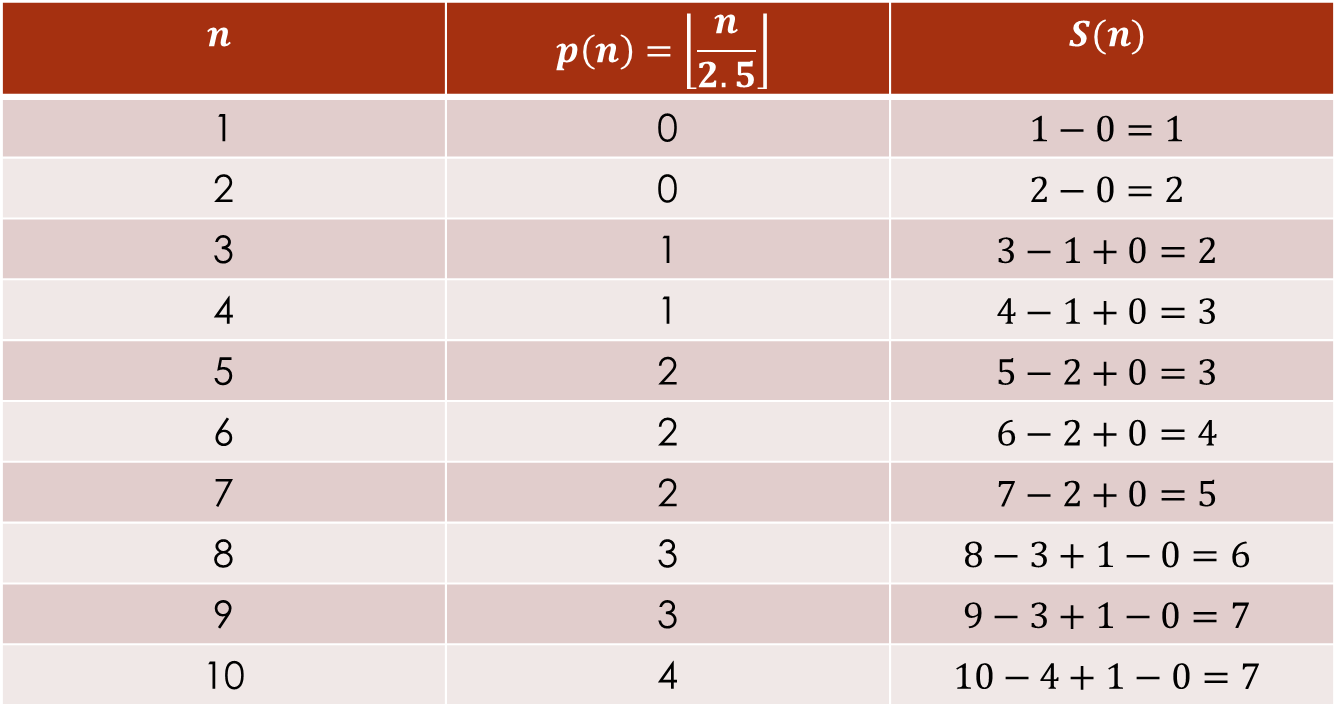 n p(n) = ⌊n/2.5⌋ S(n)
1 0 1 − 0 = 1
2 0 2 − 0 = 2
3 1 3 − 1 + 0 = 2
4 1 4 − 1 + 0 = 3
5 2 5 − 2 + 0 = 3
6 2 6 − 2 + 0 = 4
7 2 7 − 2 + 0 = 5
8 3 8 − 3 + 1 − 0 = 6
9 3 9 − 3 + 1 − 0 = 7
10 4 10 − 4 + 1 − 0 = 7